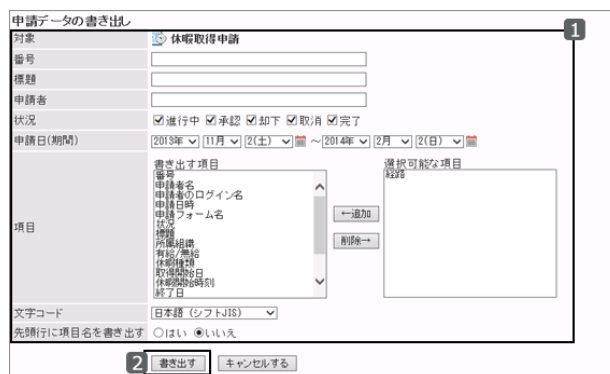 申請データの書き出し
1
対象 休暇取得申請
番号
標題
申請者
状況 進行中 承認 却下 取消 完了
申請日(期間) 2013年 11月 2(土) ～ 2014年 2月 2(日)
項目
書き出す項目
番号
申請者名
申請者のログイン名
申請日時
申請フォーム名
状況
標題
所属組織
有給/無給
休暇種類
取得開始日
休暇開始時刻
終了日
←追加
削除→
選択可能な項目
経路
文字コード 日本語 (シフトJIS)
先頭行に項目名を書き出す はい いいえ
2 書き出す キャンセルする